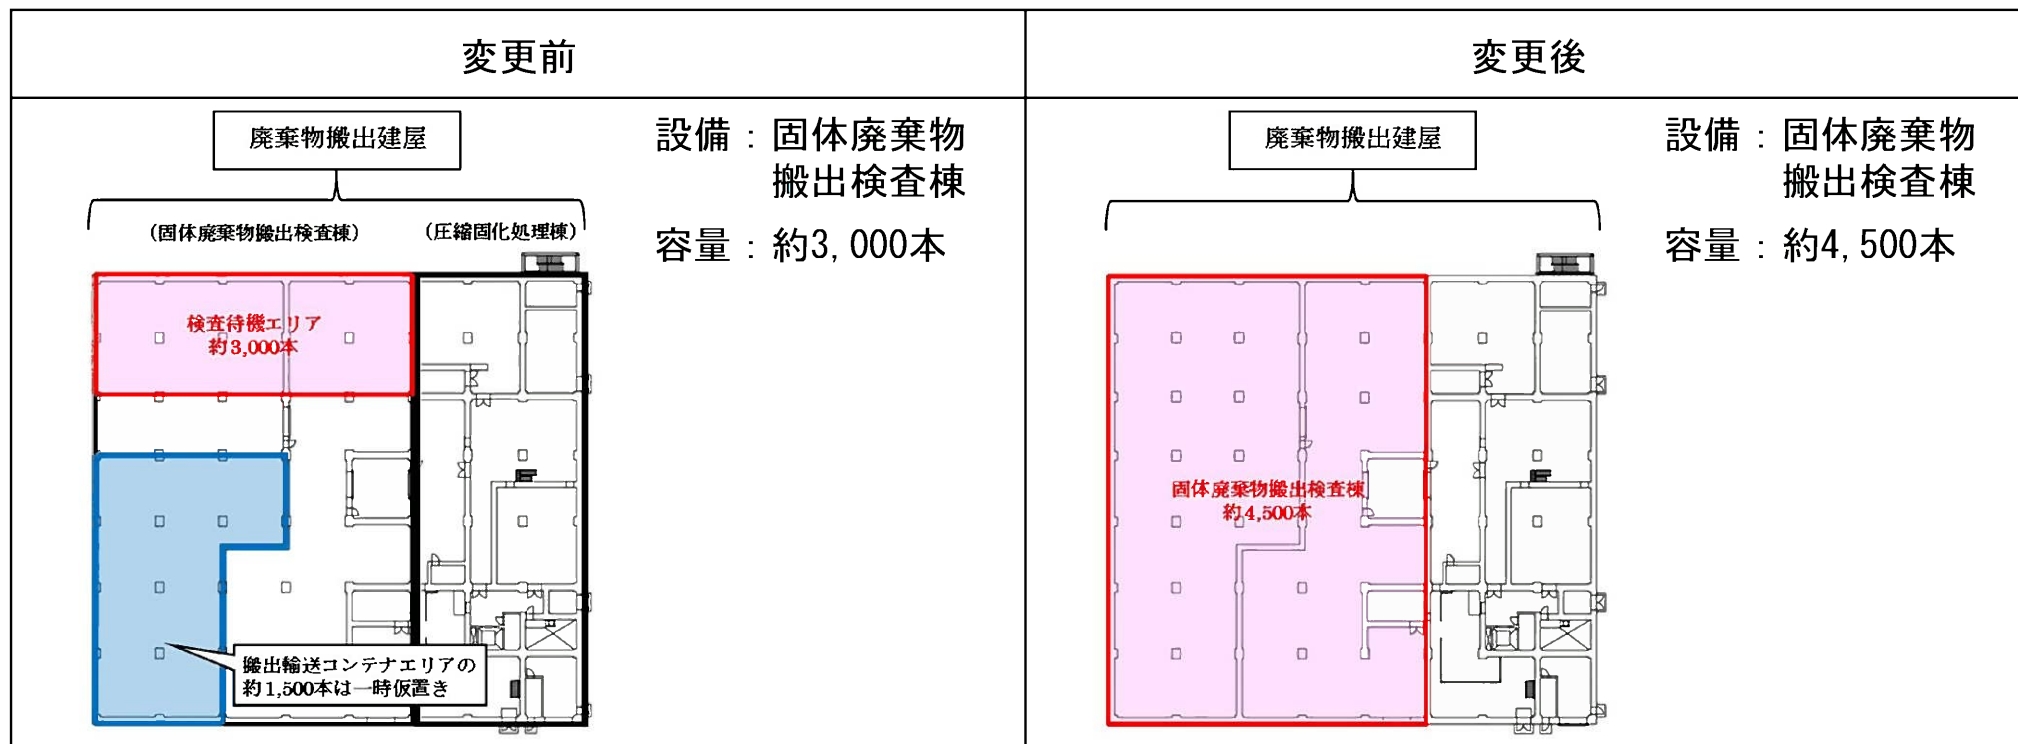 変更前
廃棄物搬出建屋
設備：固体廃棄物
搬出検査棟
容量：約3,000本
(固体廃棄物搬出検査棟)
(圧縮固化処理棟)
検査待機エリア
約3,000本
搬出輸送コンテナエリアの
約1,500本は一時仮置き
変更後
廃棄物搬出建屋
設備：固体廃棄物
搬出検査棟
容量：約4,500本
固体廃棄物搬出検査棟
約4,500本